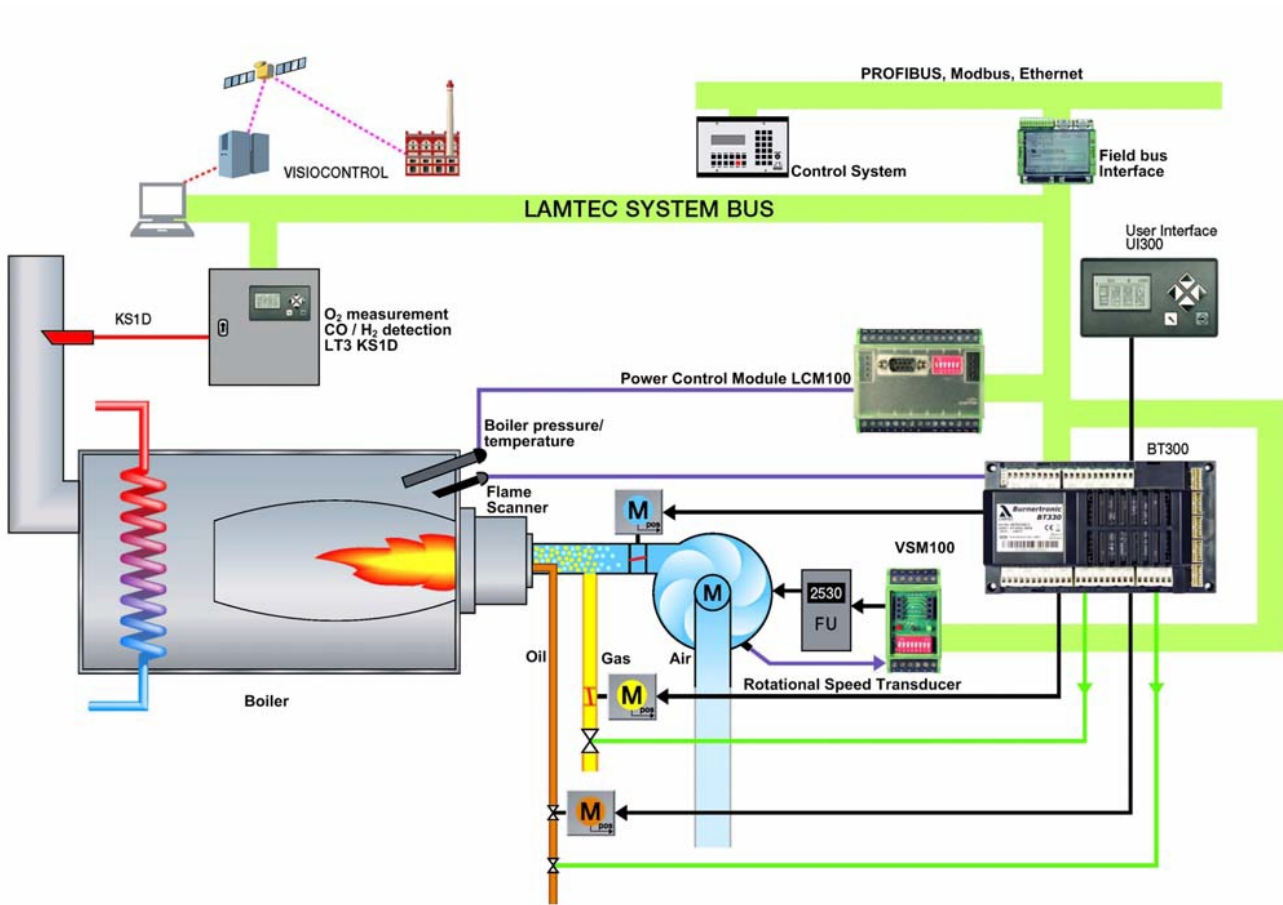 PROFIBUS, Modbus, Ethernet
VISIOCONTROL
Control System
Field bus
Interface
LAMTEC SYSTEM BUS
User Interface
UI300
KS1D
O₂ measurement
CO / H₂ detection
LT3 KS1D
Power Control Module LCM100
Boiler pressure/
temperature
BT300
Flame
Scanner
M
pos
Burnertronic
BT330
VSM100
M
2530
FU
Oil
Gas
Air
Rotational Speed Transducer
M
pos
Boiler
M
pos